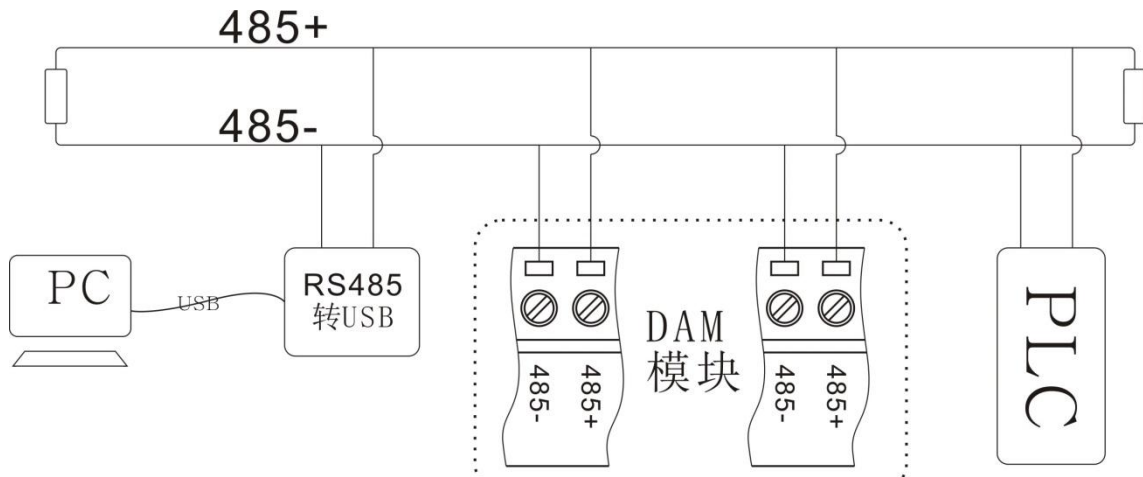 485+
485-
PC
USB
RS485
转USB
DAM
模块
485-
485+
485-
485+
PLC